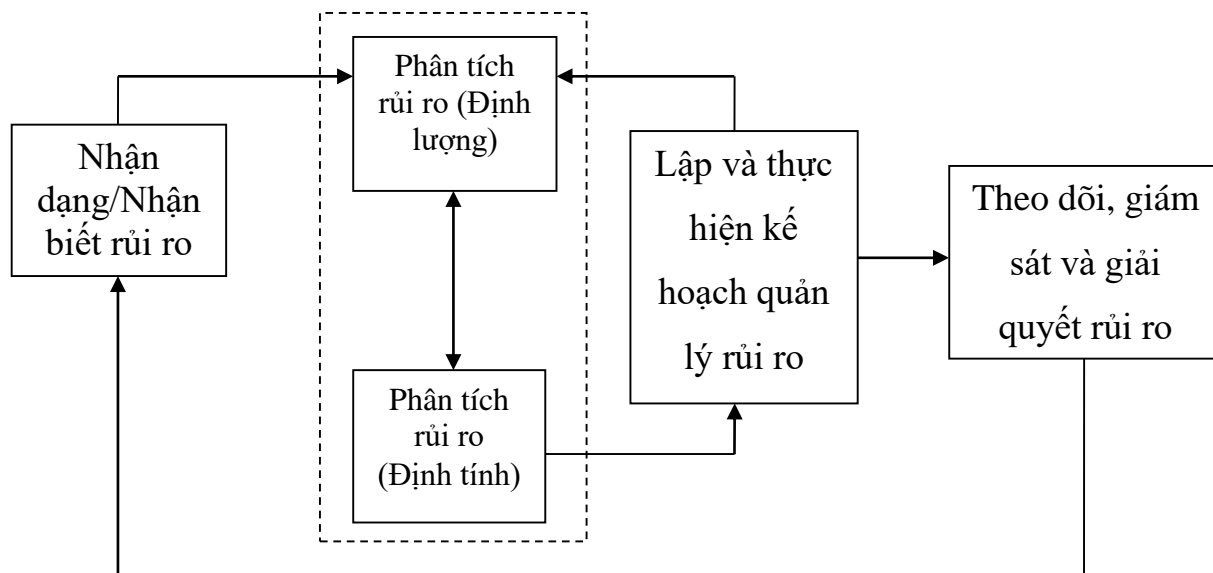 Nhận
dạng/Nhận
biết rủi ro
Phân tích
rủi ro (Định
lượng)
Phân tích
rủi ro
(Định tính)
Lập và thực
hiện kế
hoạch quản
lý rủi ro
Theo dõi, giám
sát và giải
quyết rủi ro